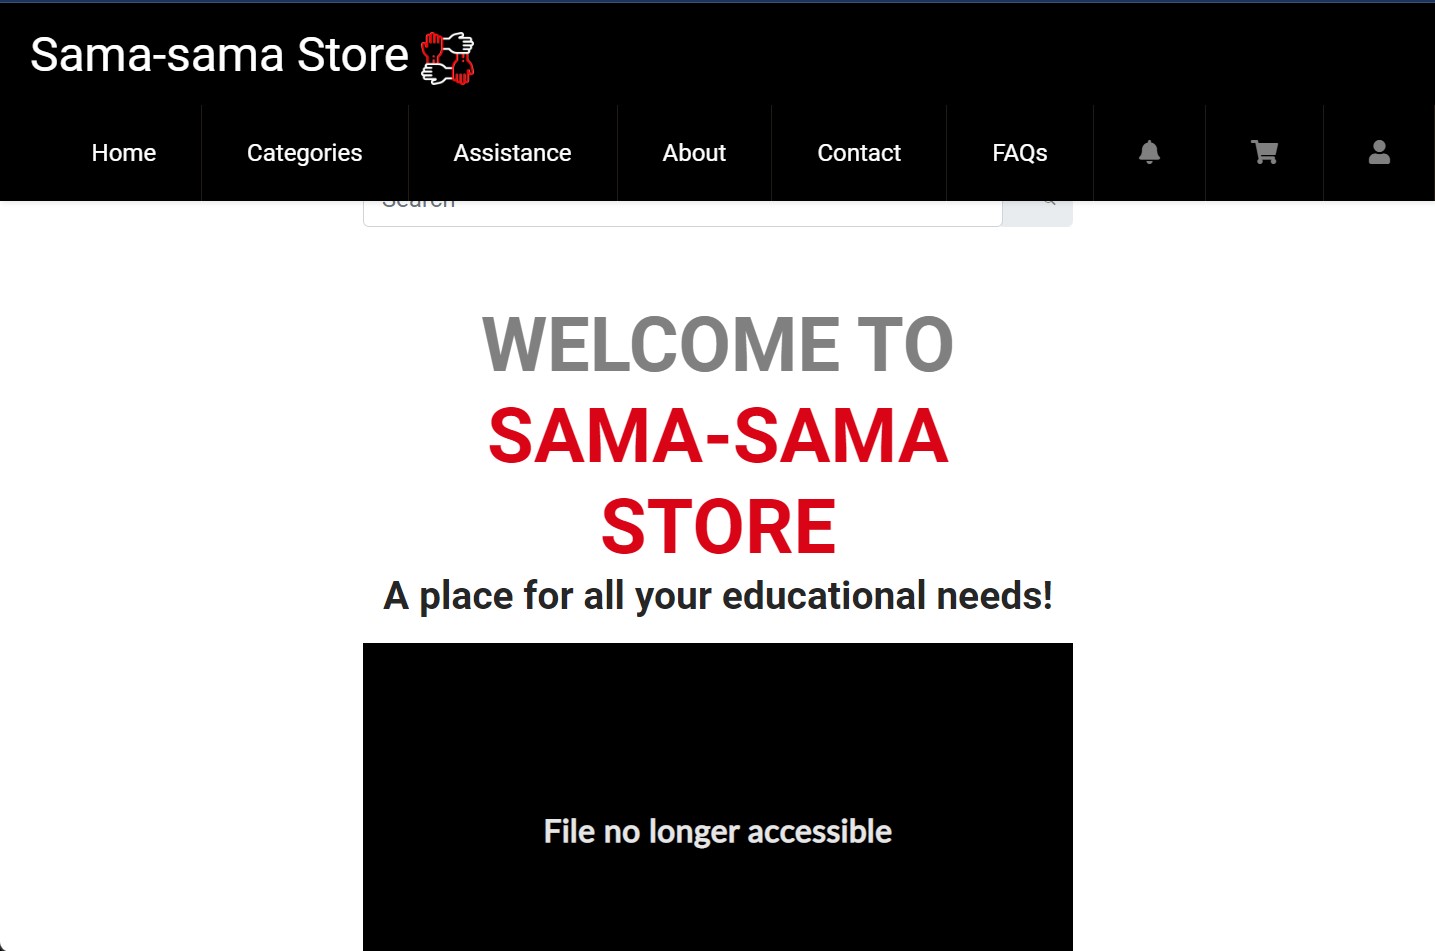 Sama-sama Store
Home Categories Assistance About Contact FAQs
Search
WELCOME TO
SAMA-SAMA
STORE
A place for all your educational needs!
File no longer accessible